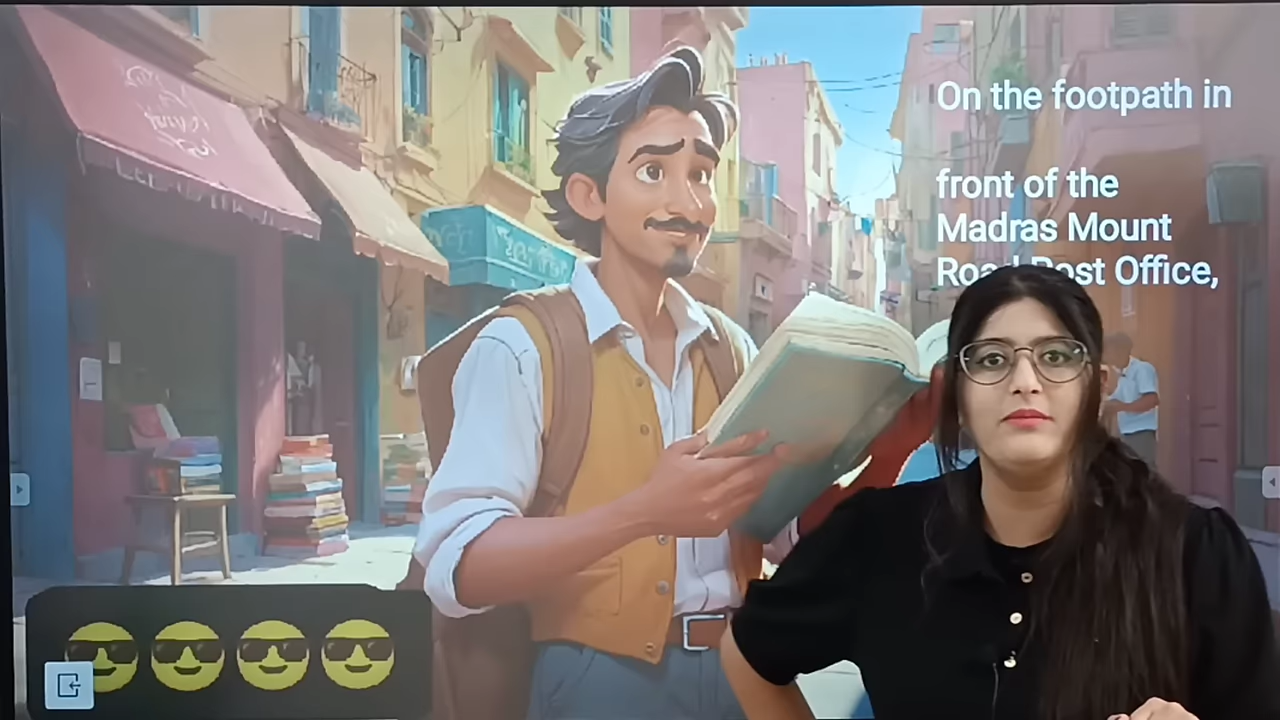 On the footpath in
front of the
Madras Mount
Road Post Office,